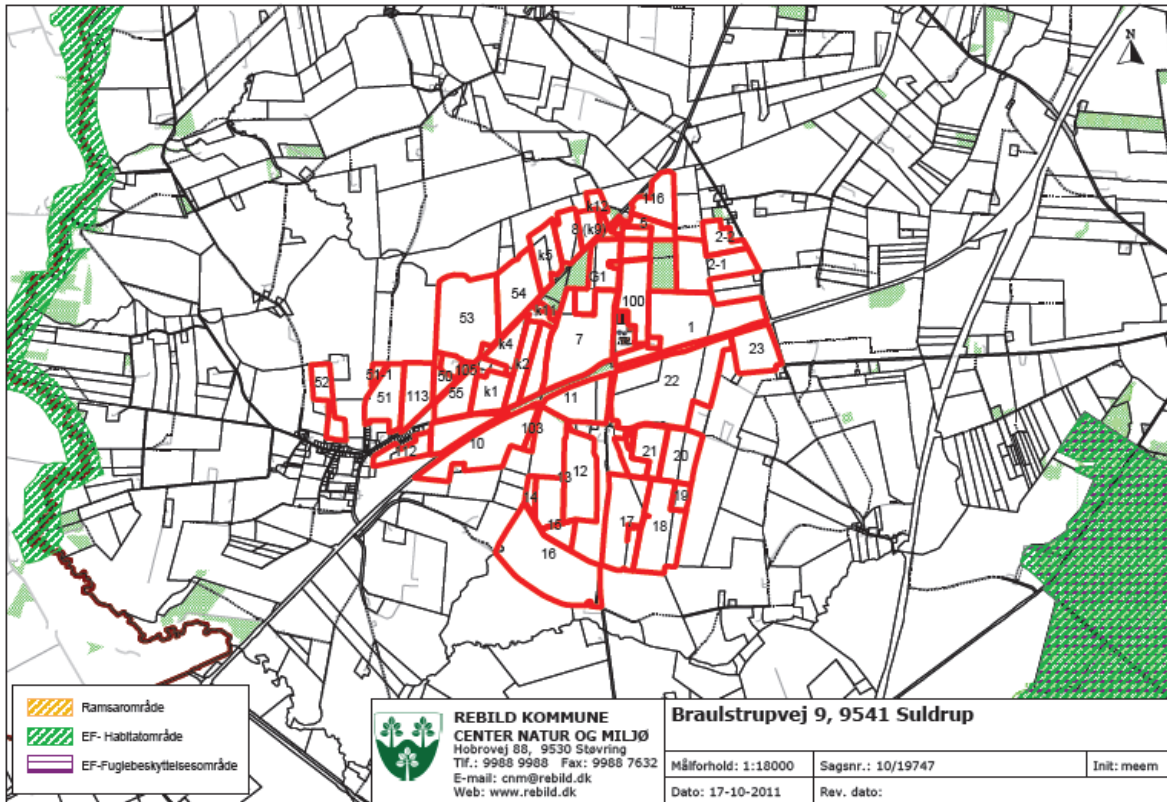 N
116
k12
5
8 (k9)
2-2
k5
2-1
G1
54
100
53
1
7
k4
23
k2
22
52
51-1
50
106
51
113
55
k1
11
10
103
112
21
20
13
12
14
19
15
17
18
16
Ramsarområde
EF- Habitatområde
EF-Fuglebeskyttelsesområde
REBILD KOMMUNE
CENTER NATUR OG MILJØ
Hobrovej 88, 9530 Støvring
Tlf.: 9988 9988 Fax: 9988 7632
E-mail: cnm@rebild.dk
Web: www.rebild.dk
Braulstrupvej 9, 9541 Suldrup
Målforhold: 1:18000
Sagsnr.: 10/19747
Init: meem
Dato: 17-10-2011
Rev. dato: